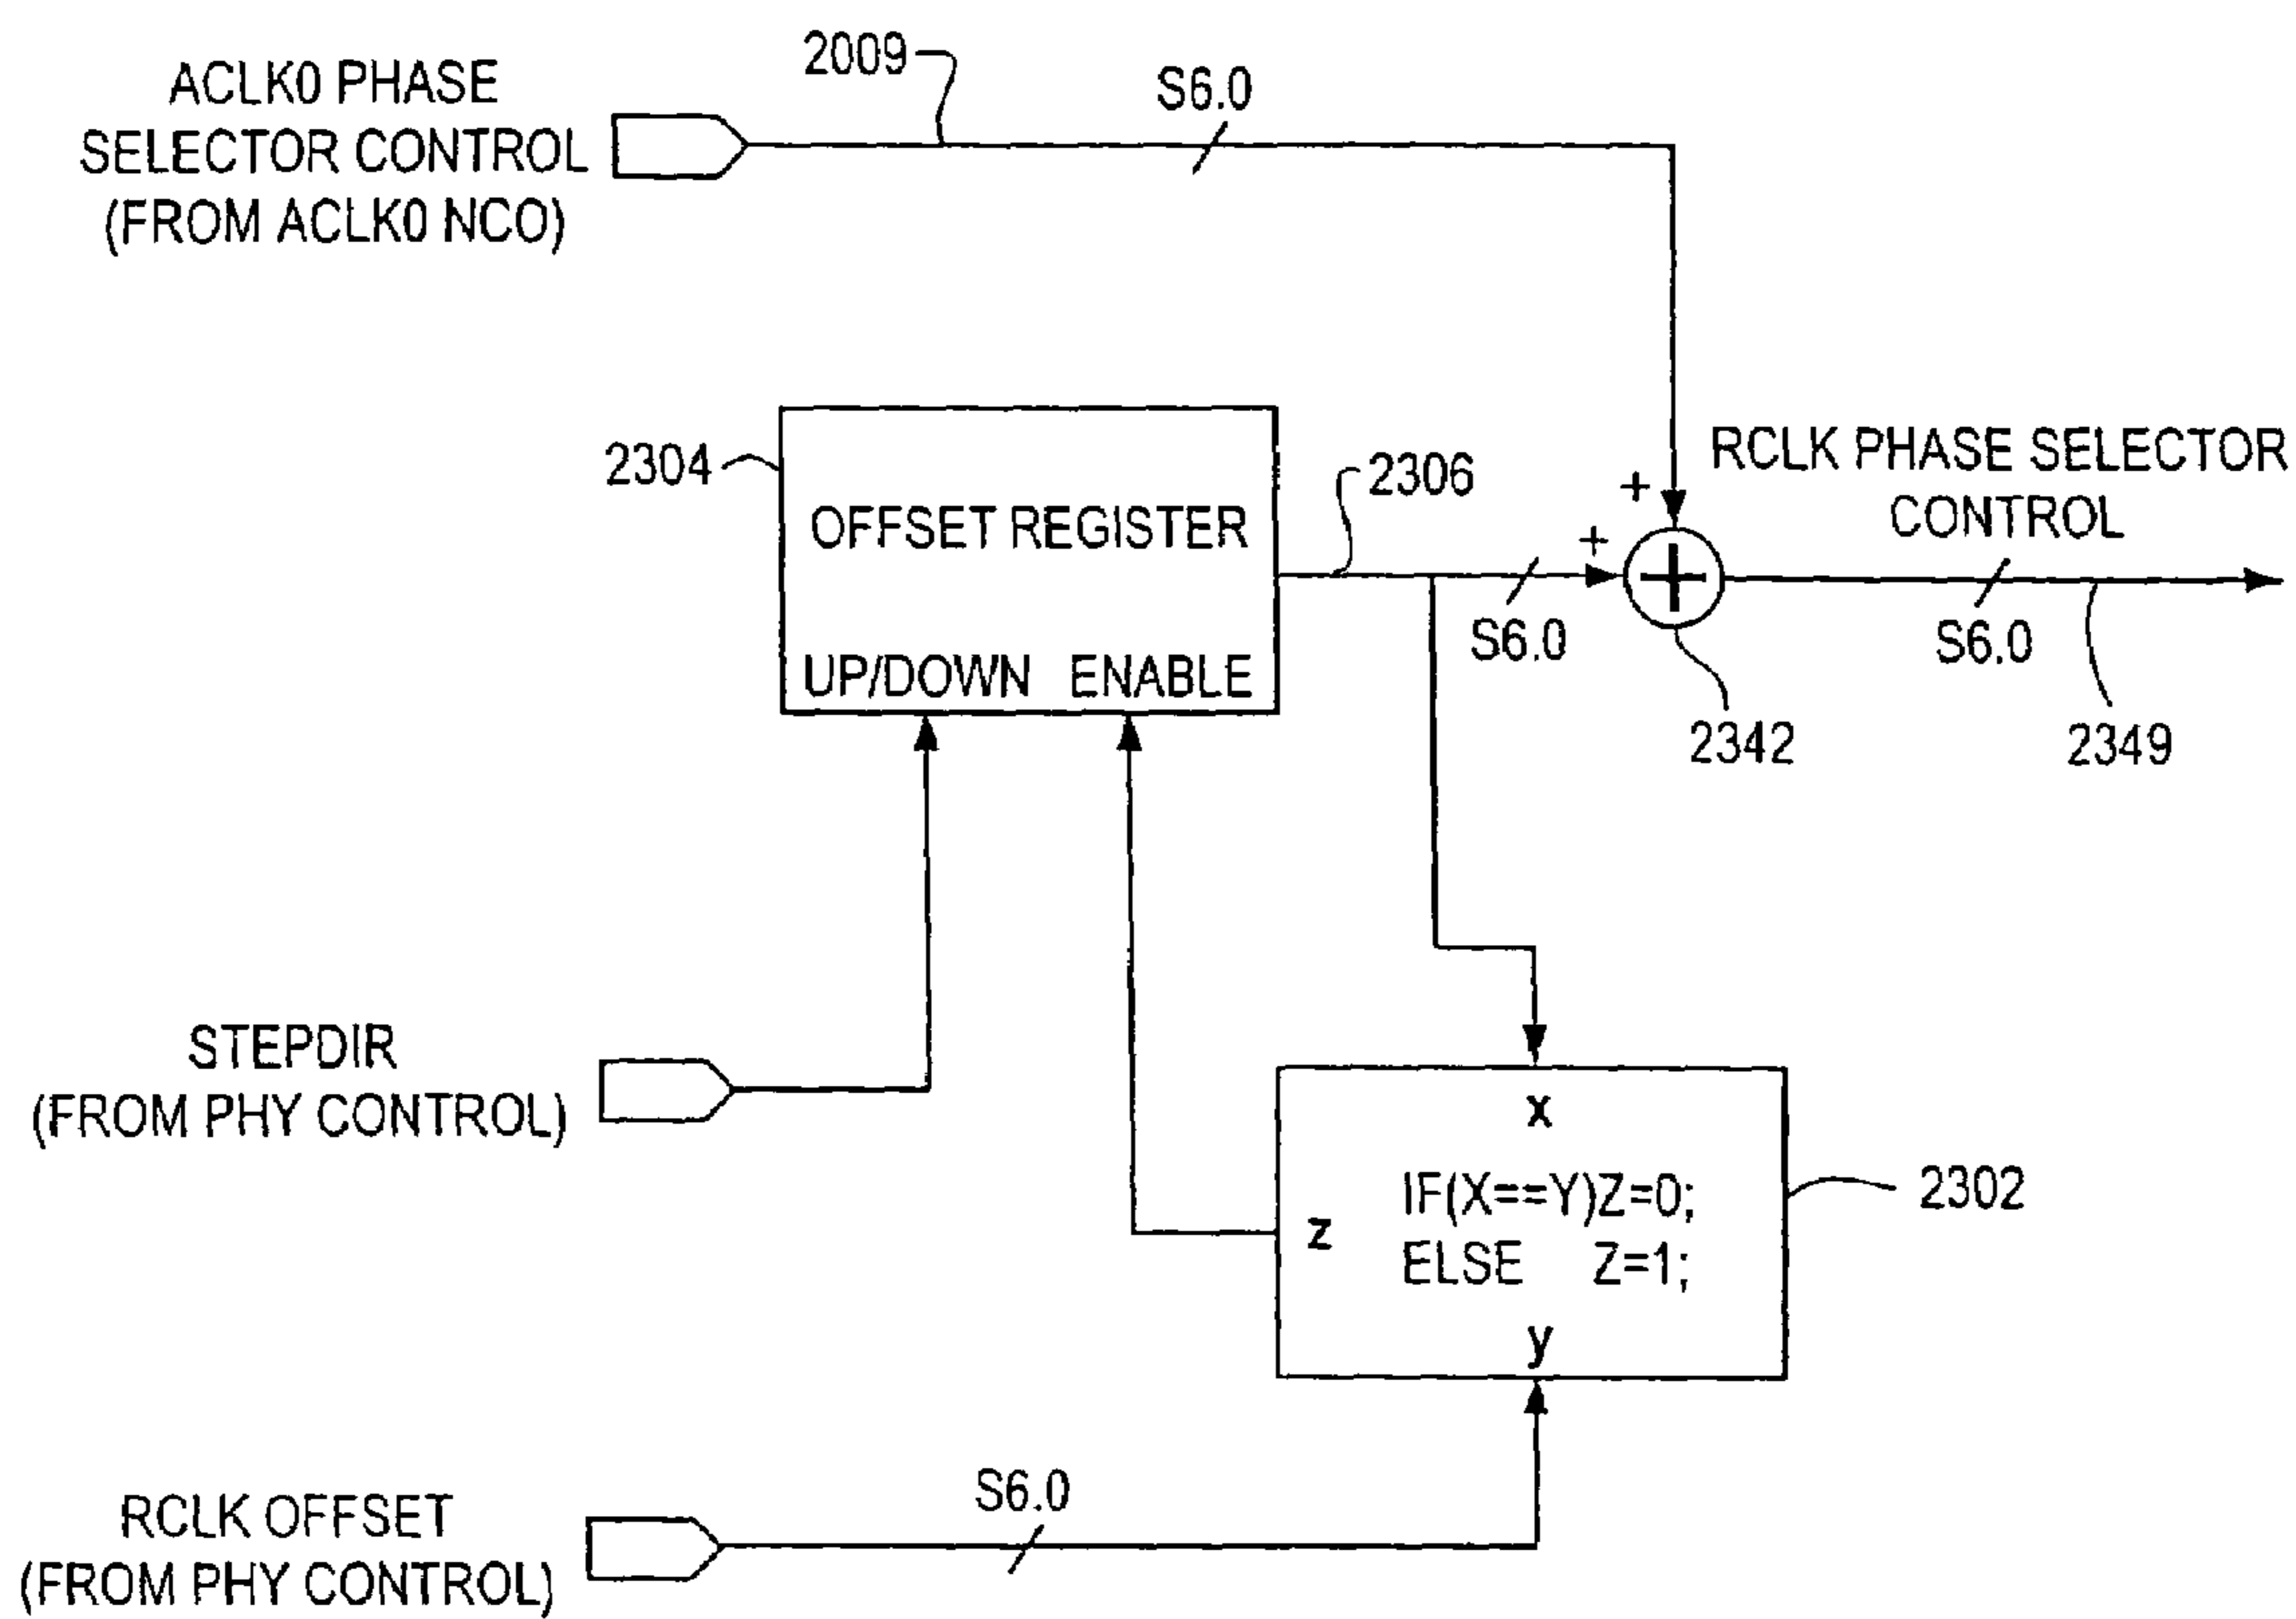 2009
S6.0
ACLK0 PHASE
SELECTOR CONTROL
(FROM ACLK0 NCO)
2304
OFFSET REGISTER
UP/DOWN ENABLE
2306
+
+
+
S6.0
RCLK PHASE SELECTOR
CONTROL
S6.0
2342
2349
STEPDIR
(FROM PHY CONTROL)
x
IF(X==Y)Z=0;
ELSE Z=1;
z
y
2302
S6.0
RCLK OFFSET
(FROM PHY CONTROL)